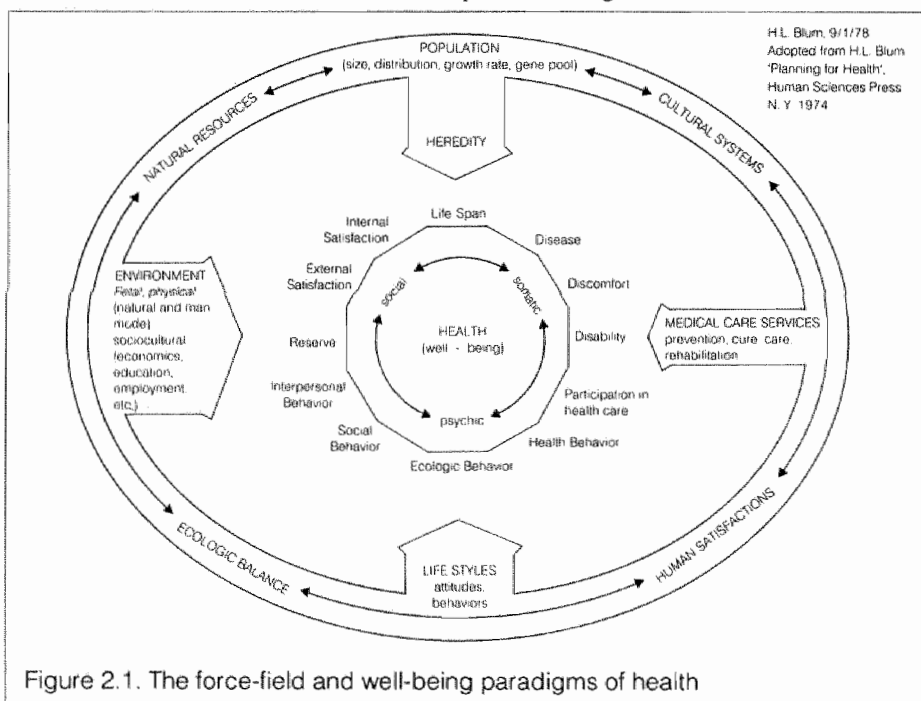 H.L. Blum, 9/1/78
Adopted from H.L. Blum
'Planning for Health',
Human Sciences Press
N. Y 1974
POPULATION
(size, distribution, growth rate, gene pool)
NATURAL RESOURCES
CULTURAL SYSTEMS
HEREDITY
Life Span
Internal
Satisfaction
Disease
External
Satisfaction
Discomfort
social
somatic
ENVIRONMENT
Fetal, physical
(natural and man
mode)
sociocultural
(economics,
education,
employment,
etc,)
Reserve
HEALTH
(well - being)
Disability
MEDICAL CARE SERVICES
prevention, cure care,
rehabilitation
Interpersonal
Behavior
Participation in
health care
psychic
Social
Behavior
Health Behavior
Ecologic Behavior
ECOLOGIC BALANCE
HUMAN SATISFACTIONS
LIFE STYLES
attitudes,
behaviors
Figure 2.1. The force-field and well-being paradigms of health